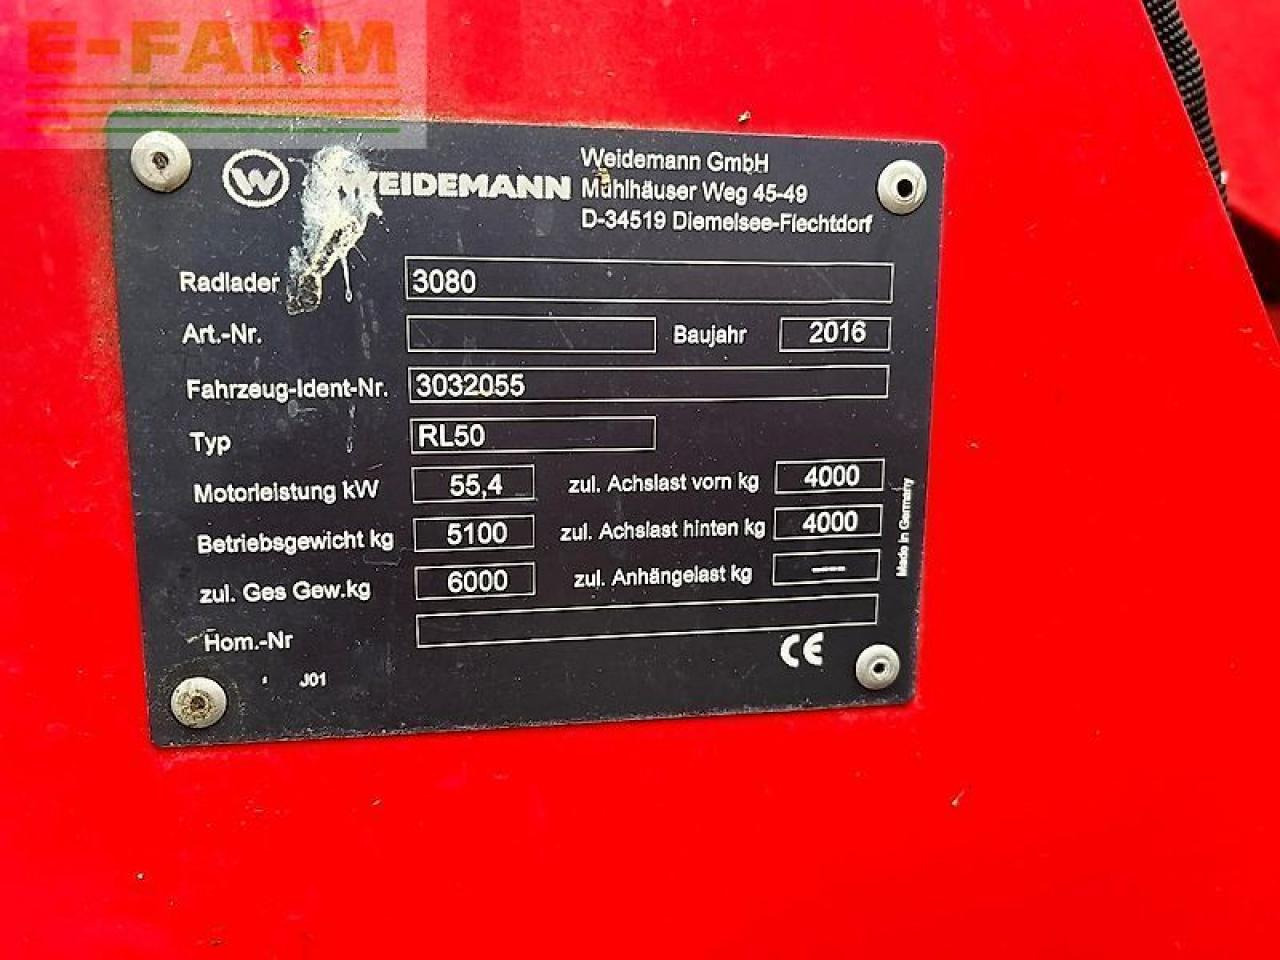 E-FARM
W WEIDEMANN
Weidemann GmbH
Mühlhäuser Weg 45-49
D-34519 Diemelsee-Flechtdorf
Radlader 3080
Art.-Nr. Baujahr 2016
Fahrzeug-Ident-Nr. 3032055
Typ RL50
Motorleistung kW 55,4 zul. Achslast vorn kg 4000
Betriebsgewicht kg 5100 zul. Achslast hinten kg 4000
zul. Ges Gew.kg 6000 zul. Anhängelast kg ----
Hom.-Nr
CE
J01
Made in Germany